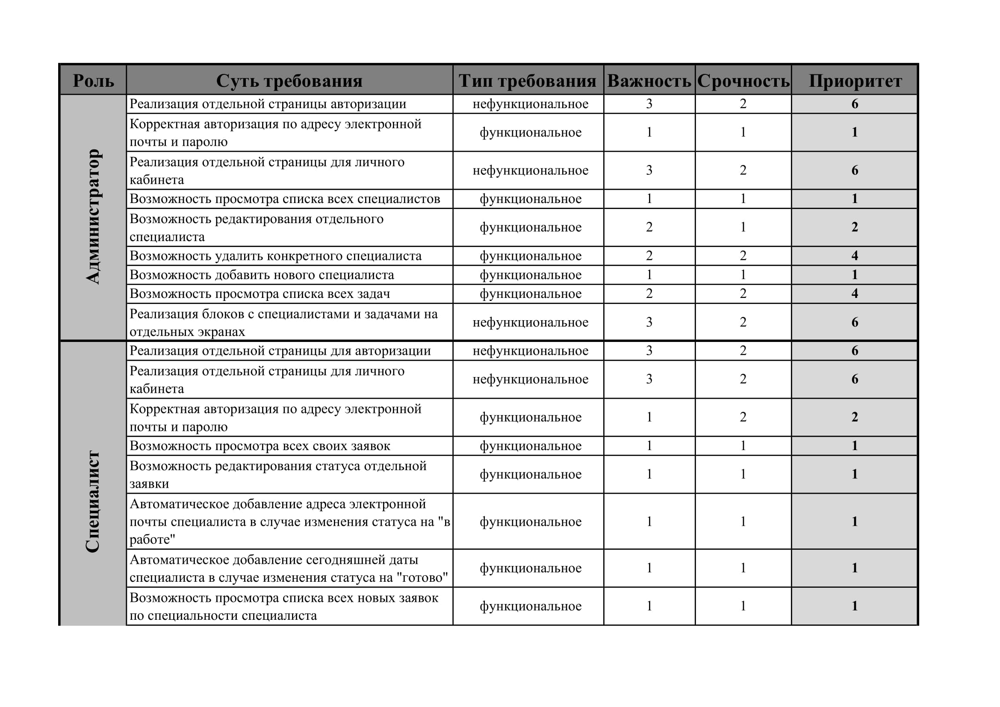 Роль Суть требования Тип требования Важность Срочность Приоритет
Администратор
Реализация отдельной страницы авторизации нефункциональное 3 2 6
Корректная авторизация по адресу электронной
почты и паролю функциональное 1 1 1
Реализация отдельной страницы для личного
кабинета нефункциональное 3 2 6
Возможность просмотра списка всех специалистов функциональное 1 1 1
Возможность редактирования отдельного
специалиста функциональное 2 1 2
Возможность удалить конкретного специалиста функциональное 2 2 4
Возможность добавить нового специалиста функциональное 1 1 1
Возможность просмотра списка всех задач функциональное 2 2 4
Реализация блоков с специалистами и задачами на
отдельных экранах нефункциональное 3 2 6
Специалист
Реализация отдельной страницы для авторизации нефункциональное 3 2 6
Реализация отдельной страницы для личного
кабинета нефункциональное 3 2 6
Корректная авторизация по адресу электронной
почты и паролю функциональное 1 2 2
Возможность просмотра всех своих заявок функциональное 1 1 1
Возможность редактирования статуса отдельной
заявки функциональное 1 1 1
Автоматическое добавление адреса электронной
почты специалиста в случае изменения статуса на "в
работе" функциональное 1 1 1
Автоматическое добавление сегодняшней даты
специалиста в случае изменения статуса на "готово" функциональное 1 1 1
Возможность просмотра списка всех новых заявок
по специальности специалиста функциональное 1 1 1